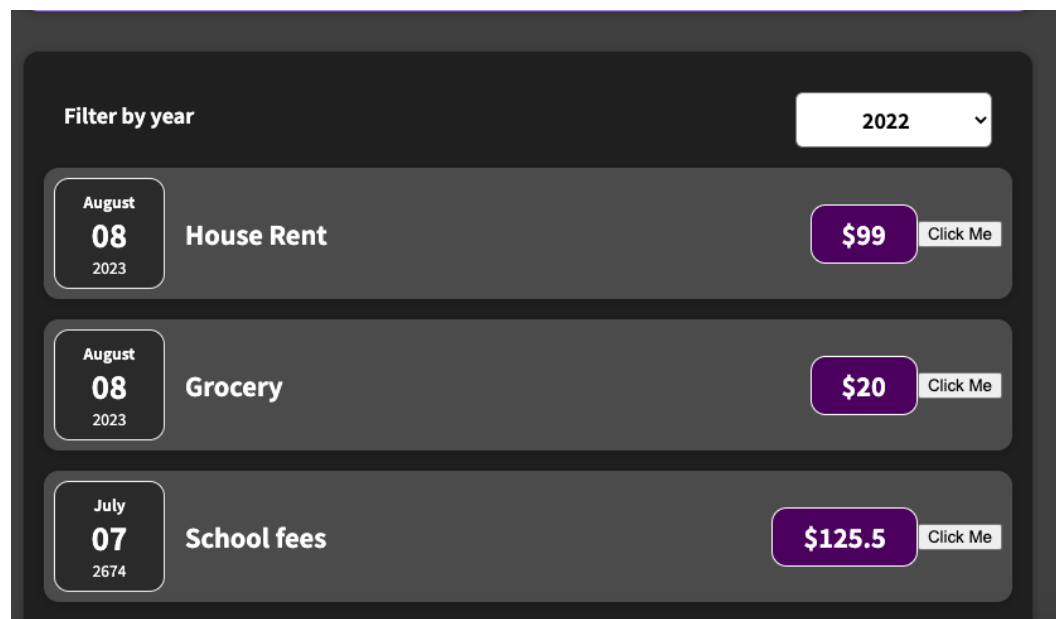 Filter by year
2022
August
08
2023
House Rent
$99
Click Me
August
08
2023
Grocery
$20
Click Me
July
07
2674
School fees
$125.5
Click Me